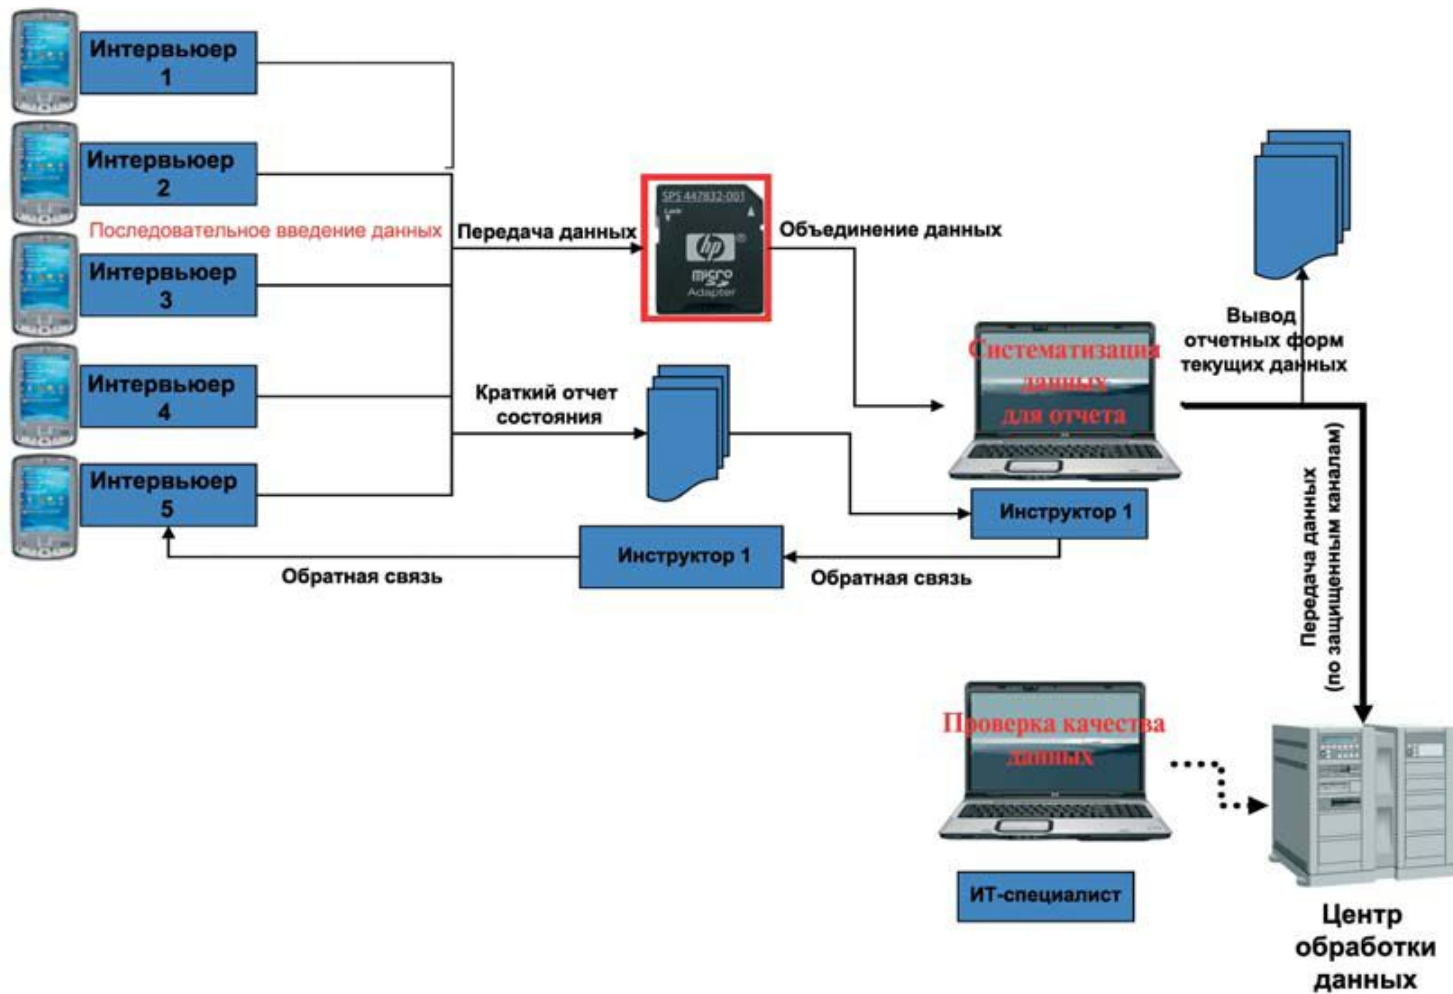 Интервьюер
1
Интервьюер
2
Последовательное введение данных
Интервьюер
3
Интервьюер
4
Интервьюер
5
Передача данных
SPS 447832-001
Lock
hp
®
micro
SD
Adapter
Объединение данных
Краткий отчет
состояния
Систематизация
данных
для отчета
Инструктор 1
Инструктор 1
Обратная связь
Обратная связь
Вывод
отчетных форм
текущих данных
Передача данных
(по защищенным каналам)
Проверка качества
данных
ИТ-специалист
Центр
обработки
данных